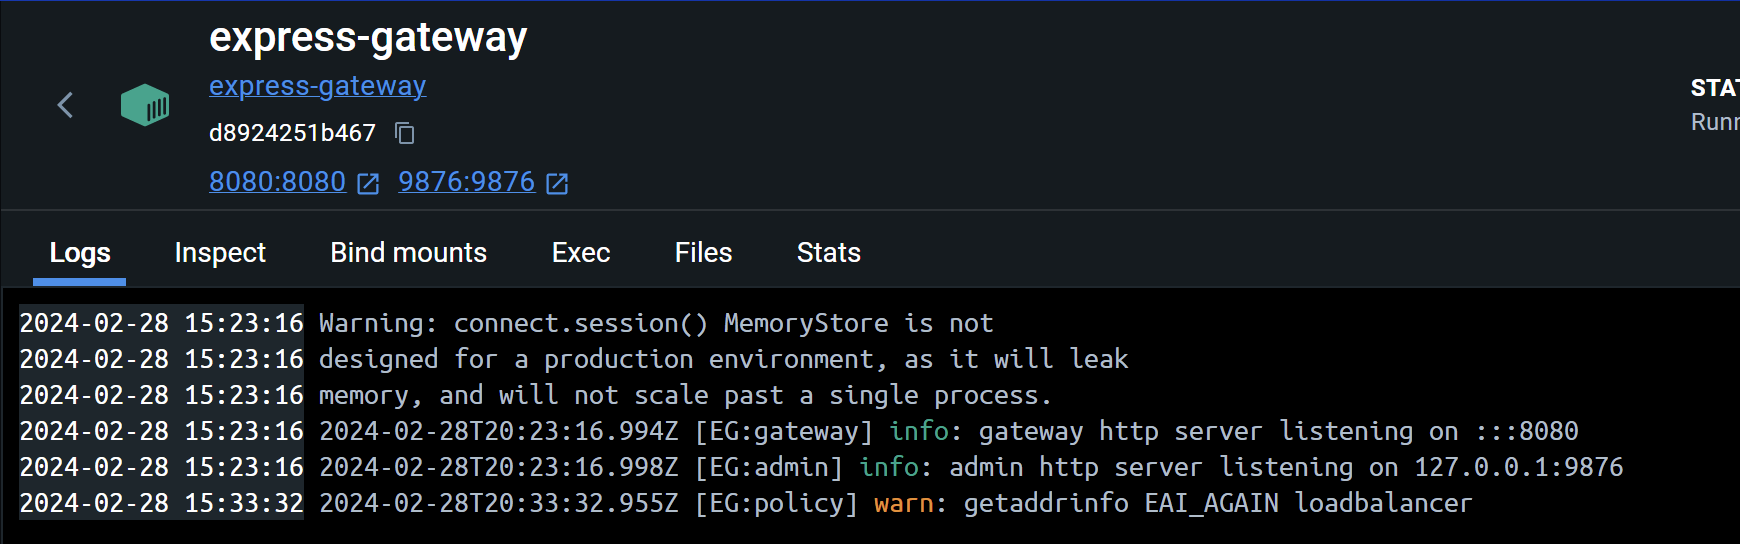 express-gateway
express-gateway
d8924251b467
8080:8080 9876:9876
STAT
Runn
Logs Inspect Bind mounts Exec Files Stats
2024-02-28 15:23:16 Warning: connect.session() MemoryStore is not
2024-02-28 15:23:16 designed for a production environment, as it will leak
2024-02-28 15:23:16 memory, and will not scale past a single process.
2024-02-28 15:23:16 2024-02-28T20:23:16.994Z [EG:gateway] info: gateway http server listening on :::8080
2024-02-28 15:23:16 2024-02-28T20:23:16.998Z [EG:admin] info: admin http server listening on 127.0.0.1:9876
2024-02-28 15:33:32 2024-02-28T20:33:32.955Z [EG:policy] warn: getaddrinfo EAI_AGAIN loadbalancer